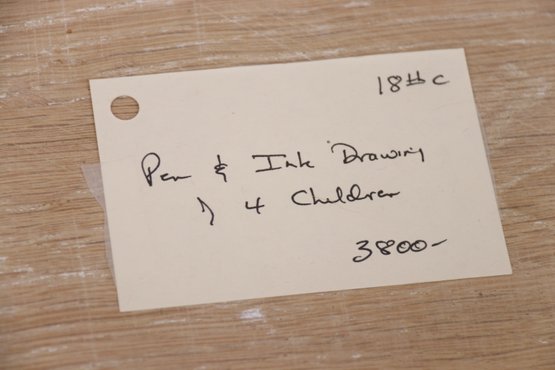 18th C
Pen & Ink Drawing
of 4 Children
3800-